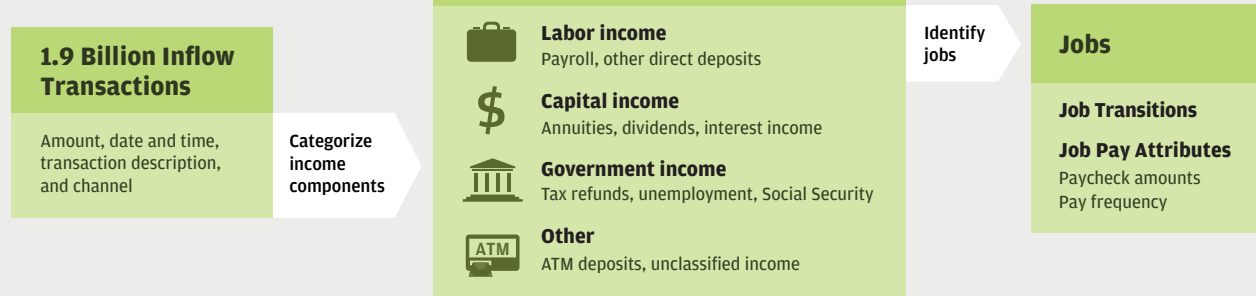 1.9 Billion Inflow
Transactions
Amount, date and time,
transaction description,
and channel
Categorize
income
components
Labor income
Payroll, other direct deposits
$
Capital income
Annuities, dividends, interest income
Government income
Tax refunds, unemployment, Social Security
ATM
Other
ATM deposits, unclassified income
Identify
jobs
Jobs
Job Transitions
Job Pay Attributes
Paycheck amounts
Pay frequency